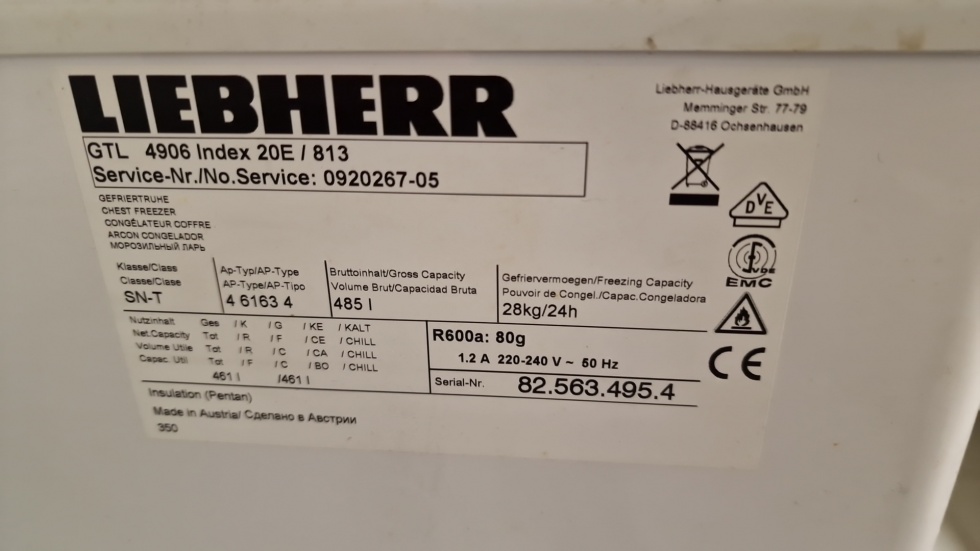 LIEBHERR
Liebherr-Hausgeräte GmbH
Memminger Str. 77-79
D-88416 Ochsenhausen
GTL 4906 Index 20E / 813
Service-Nr./No.Service: 0920267-05
GEFRIERTRUHE
CHEST FREEZER
CONGÉLATEUR COFFRE
ARCON CONGELADOR
МОРОЗИЛЬНЫЙ ЛАРЬ
DVE
VDE
EMC
Klasse/Class
Classe/Clase
SN-T
Ap-Typ/AP-Type
AP-Type/AP-Tipo
4 6163 4
Bruttoinhalt/Gross Capacity
Volume Brut/Capacidad Bruta
485 l
Gefriervermoegen/Freezing Capacity
Pouvoir de Congel./Capac.Congeladora
28kg/24h
Nutzinhalt Ges / K / G / KE / KALT
Net.Capacity Tot / R / F / CE / CHILL
Volume Utile Tot / R / C / CA / CHILL
Capac. Util Tot / F / C / BO / CHILL
461 l /461 l
R600a: 80g
1.2 A 220-240 V ~ 50 Hz
Serial-Nr. 82.563.495.4
CE
Insulation (Pentan)
Made in Austria/ Сделано в Австрии
350